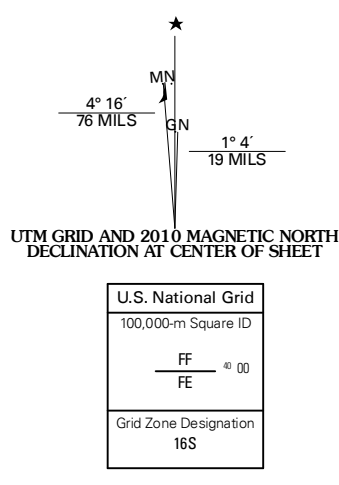 ★
MN
4° 16´
76 MILS
GN
1° 4´
19 MILS
UTM GRID AND 2010 MAGNETIC NORTH
DECLINATION AT CENTER OF SHEET
U.S. National Grid
100,000-m Square ID
FF
40 00
FE
Grid Zone Designation
16S